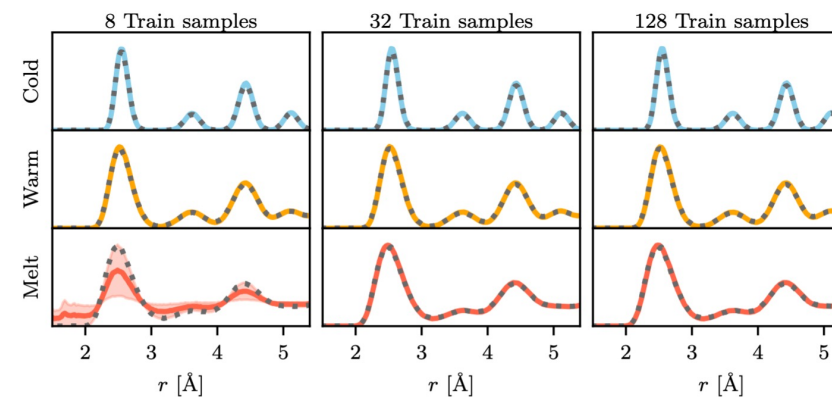 8 Train samples 32 Train samples 128 Train samples
Cold
Warm
Melt
2 3 4 5 2 3 4 5 2 3 4 5
r [Å] r [Å] r [Å]